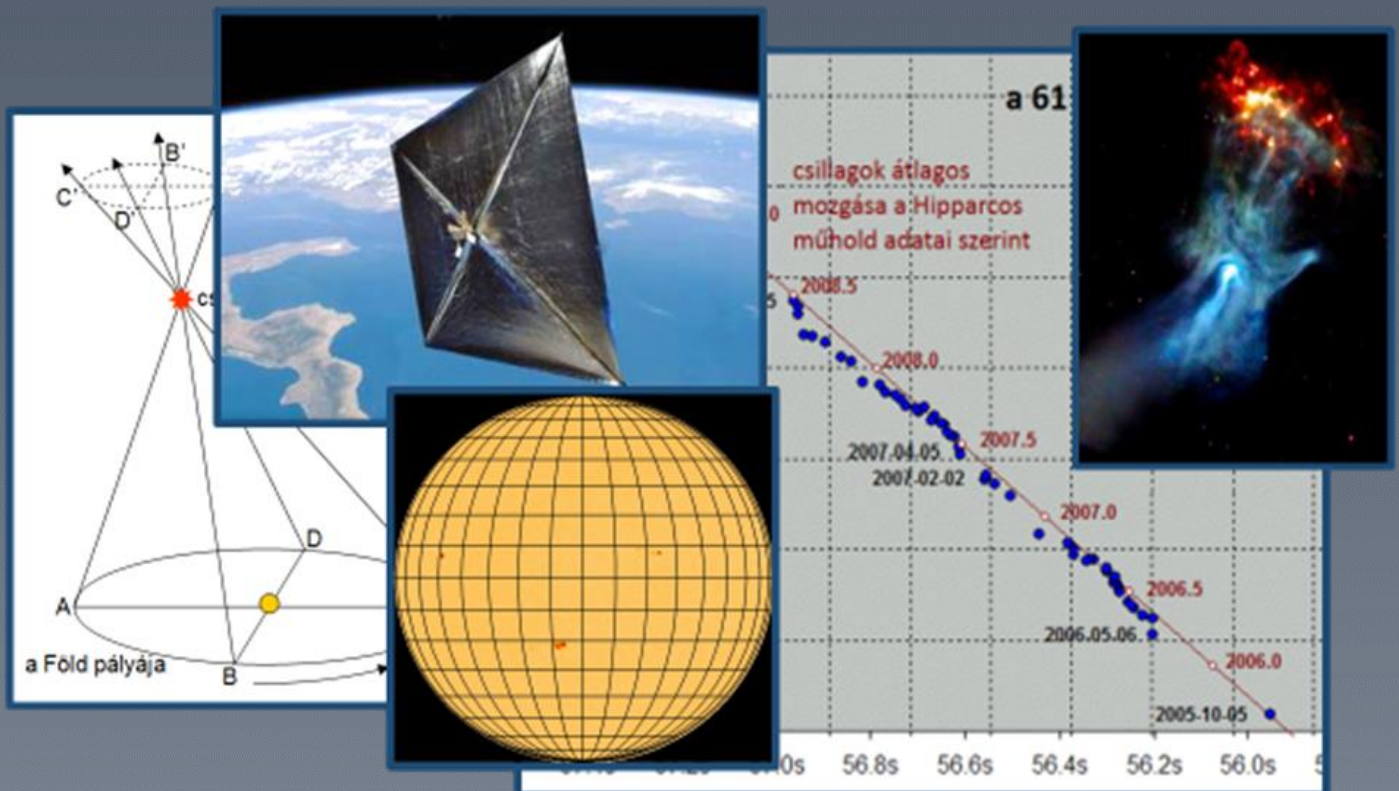 B'
C'
D'
cs
D
A
B
a Föld pályája
a 61
csillagok átlagos
mozgása a Hipparcos
műhold adatai szerint
2008.5
2008.0
2007.5
2007-04-05
2007-02-02
2007.0
2006.5
2006-05-06
2006.0
2005-10-05
56.8s 56.6s 56.4s 56.2s 56.0s